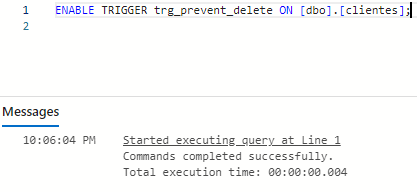 1 ENABLE TRIGGER trg_prevent_delete ON [dbo].[clientes];
2
Messages
10:06:04 PM Started executing query at Line 1
Commands completed successfully.
Total execution time: 00:00:00.004